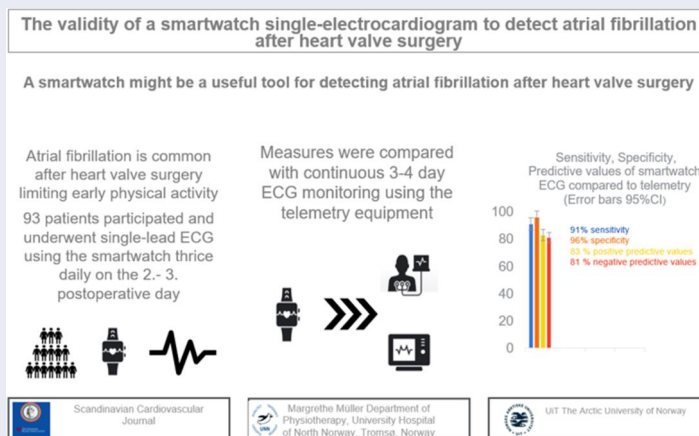 The validity of a smartwatch single-electrocardiogram to detect atrial fibrillation
after heart valve surgery
A smartwatch might be a useful tool for detecting atrial fibrillation after heart valve surgery
Atrial fibrillation is common
after heart valve surgery
limiting early physical activity
93 patients participated and
underwent single-lead ECG
using the smartwatch thrice
daily on the 2.- 3.
postoperative day
Measures were compared
with continuous 3-4 day
ECG monitoring using the
telemetry equipment
Sensitivity, Specificity,
Predictive values of smartwatch
ECG compared to telemetry
(Error bars 95%CI)
100
80
60
40
20
0
91% sensitivity
96% specificity
83 % positive predictive values
81 % negative predictive values
Scandinavian Cardiovascular
Journal
Margrethe Müller Department of
Physiotherapy, University Hospital
of North Norway, Tromsø, Norway
UNN
UiT The Arctic University of Norway